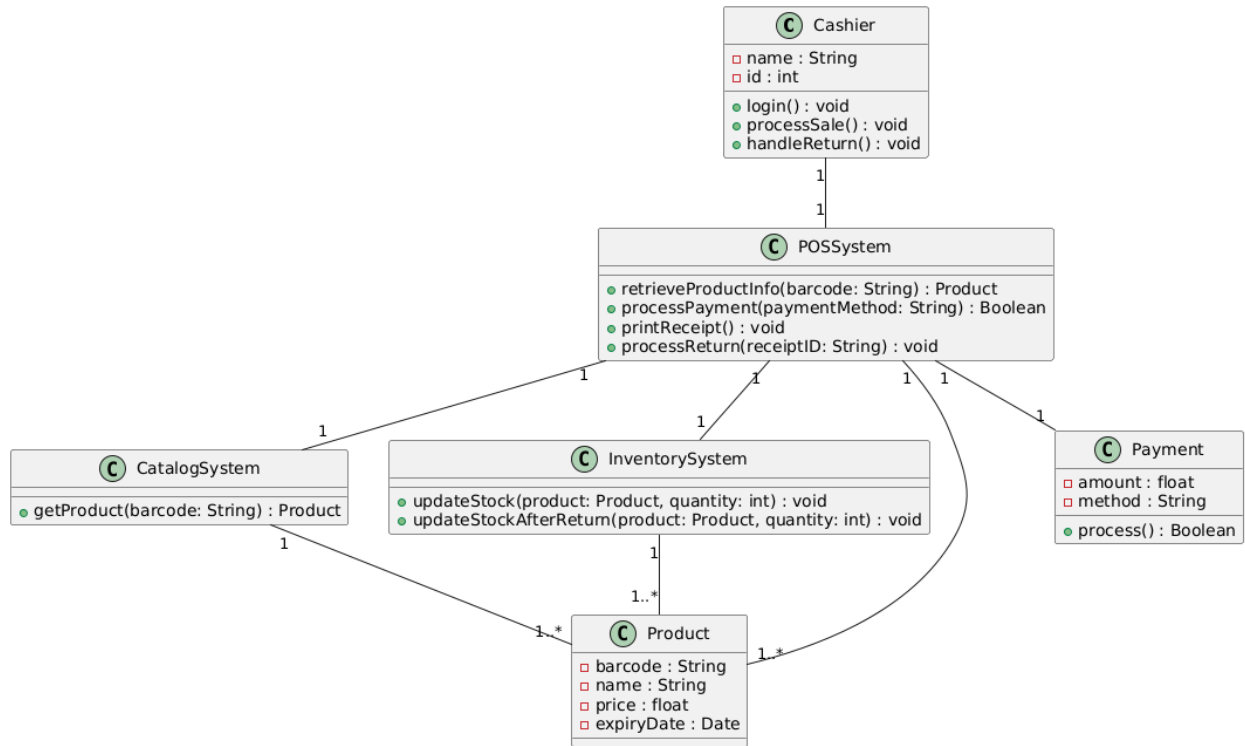 C Cashier
name : String
id : int
login() : void
processSale() : void
handleReturn() : void
1
1
C POSSystem
retrieveProductInfo(barcode: String) : Product
processPayment(paymentMethod: String) : Boolean
printReceipt() : void
processReturn(receiptID: String) : void
1
1
1
1
1
1
1
C CatalogSystem
getProduct(barcode: String) : Product
C InventorySystem
updateStock(product: Product, quantity: int) : void
updateStockAfterReturn(product: Product, quantity: int) : void
C Payment
amount : float
method : String
process() : Boolean
1
1
1..*
1..*
1..*
C Product
barcode : String
name : String
price : float
expiryDate : Date